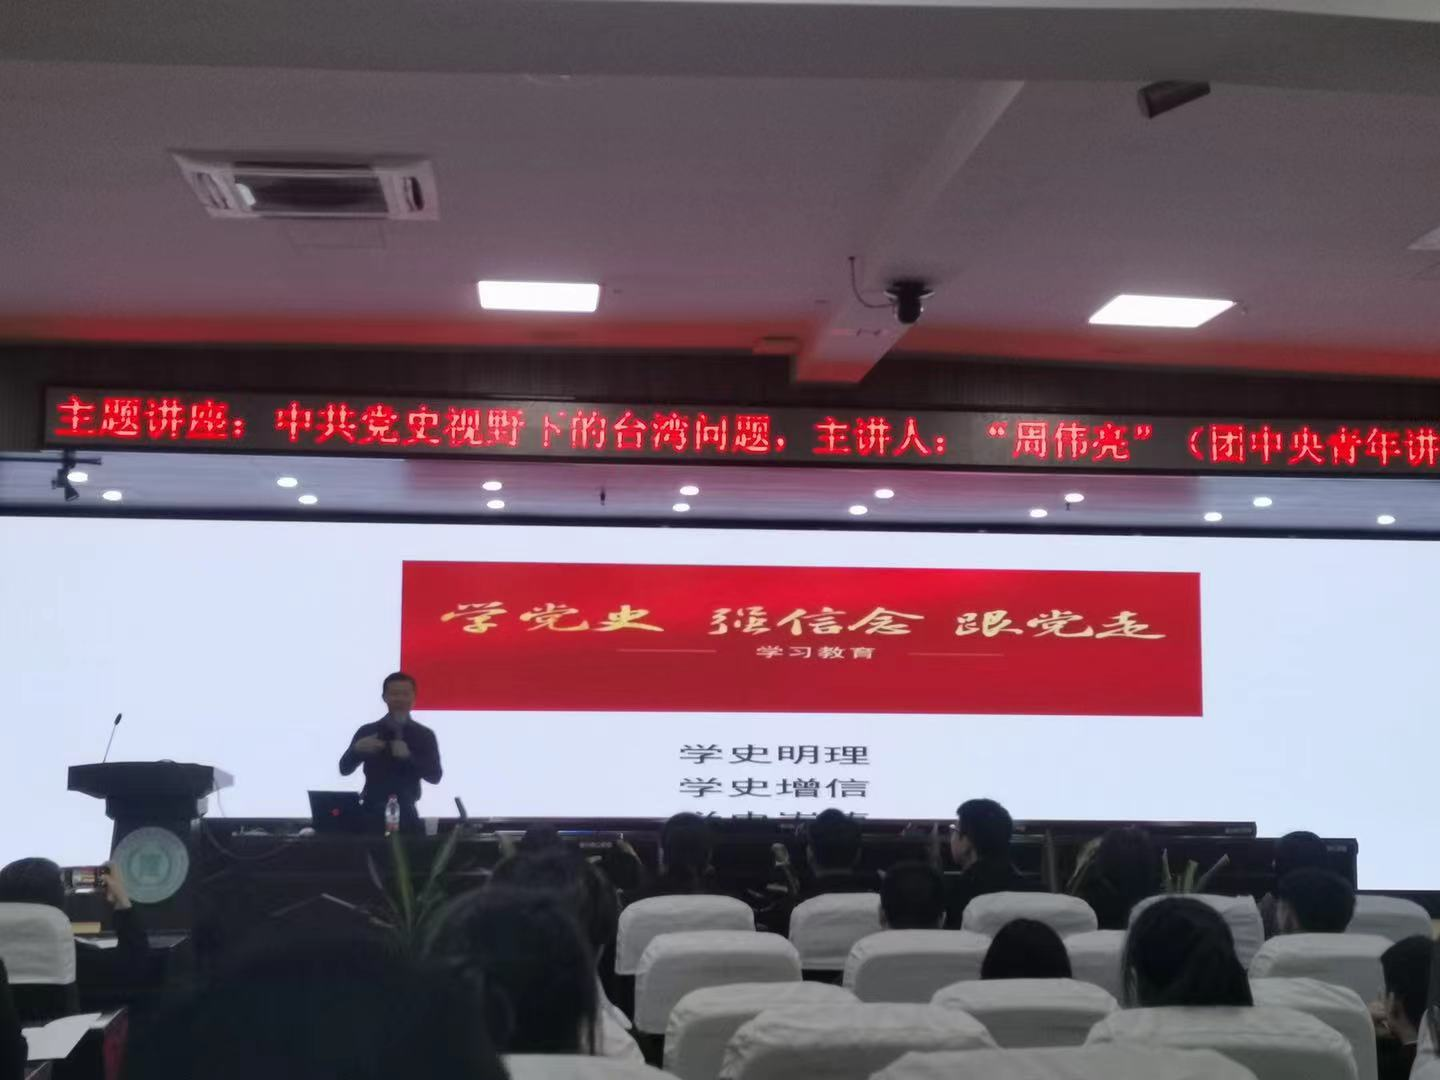 主题讲座：中共党史视野下的台湾问题，主讲人：“周伟亮”（团中央青年讲
学党史 强信念 跟党走
学习教育
学史明理
学史增信